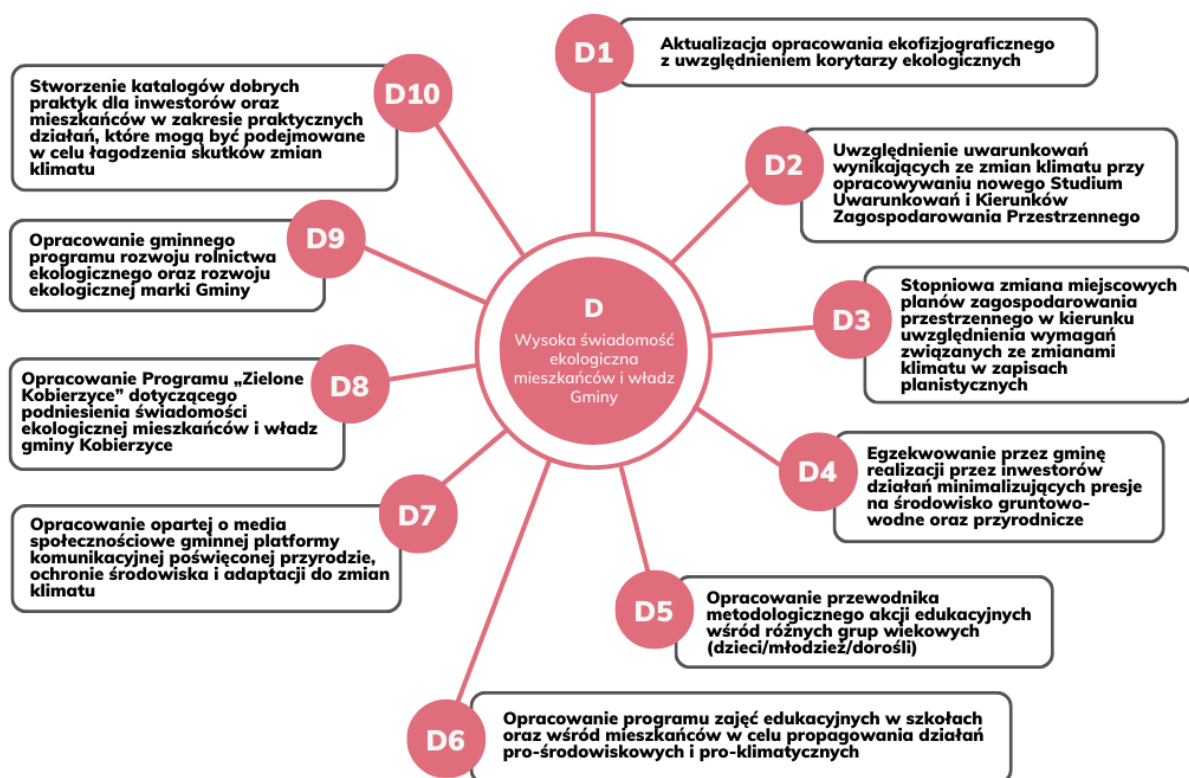 D1
Aktualizacja opracowania ekofizjograficznego
z uwzględnieniem korytarzy ekologicznych
D2
Uwzględnienie uwarunkowań
wynikających ze zmian klimatu przy
opracowywaniu nowego Studium
Uwarunkowań i Kierunków
Zagospodarowania Przestrzennego
D3
Stopniowa zmiana miejscowych
planów zagospodarowania
przestrzennego w kierunku
uwzględnienia wymagań
związanych ze zmianami
klimatu w zapisach
planistycznych
D4
Egzekwowanie przez gminę
realizacji przez inwestorów
działań minimalizujących presje
na środowisko gruntowo-
wodne oraz przyrodnicze
D5
Opracowanie przewodnika
metodologicznego akcji edukacyjnych
wśród różnych grup wiekowych
(dzieci/młodzież/dorośli)
D6
Opracowanie programu zajęć edukacyjnych w szkołach
oraz wśród mieszkańców w celu propagowania działań
pro-środowiskowych i pro-klimatycznych
D7
Opracowanie opartej o media
społecznościowe gminnej platformy
komunikacyjnej poświęconej przyrodzie,
ochronie środowiska i adaptacji do zmian
klimatu
D8
Opracowanie Programu „Zielone
Kobierzyce” dotyczącego
podniesienia świadomości
ekologicznej mieszkańców i władz
gminy Kobierzyce
D9
Opracowanie gminnego
programu rozwoju rolnictwa
ekologicznego oraz rozwoju
ekologicznej marki Gminy
D10
Stworzenie katalogów dobrych
praktyk dla inwestorów oraz
mieszkańców w zakresie praktycznych
działań, które mogą być podejmowane
w celu łagodzenia skutków zmian
klimatu
D
Wysoka świadomość
ekologiczna
mieszkańców i władz
Gminy